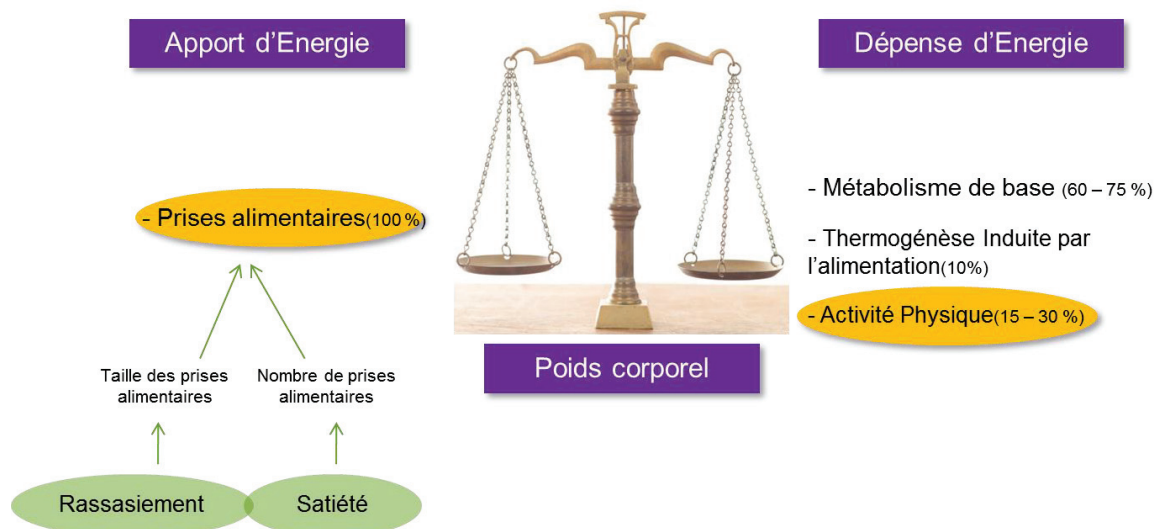 Apport d’Energie
Dépense d’Energie
- Prises alimentaires(100 %)
- Métabolisme de base (60 – 75 %)
- Thermogénèse Induite par
l’alimentation(10%)
- Activité Physique(15 – 30 %)
Poids corporel
Taille des prises
alimentaires
Nombre de prises
alimentaires
Rassasiement
Satiété